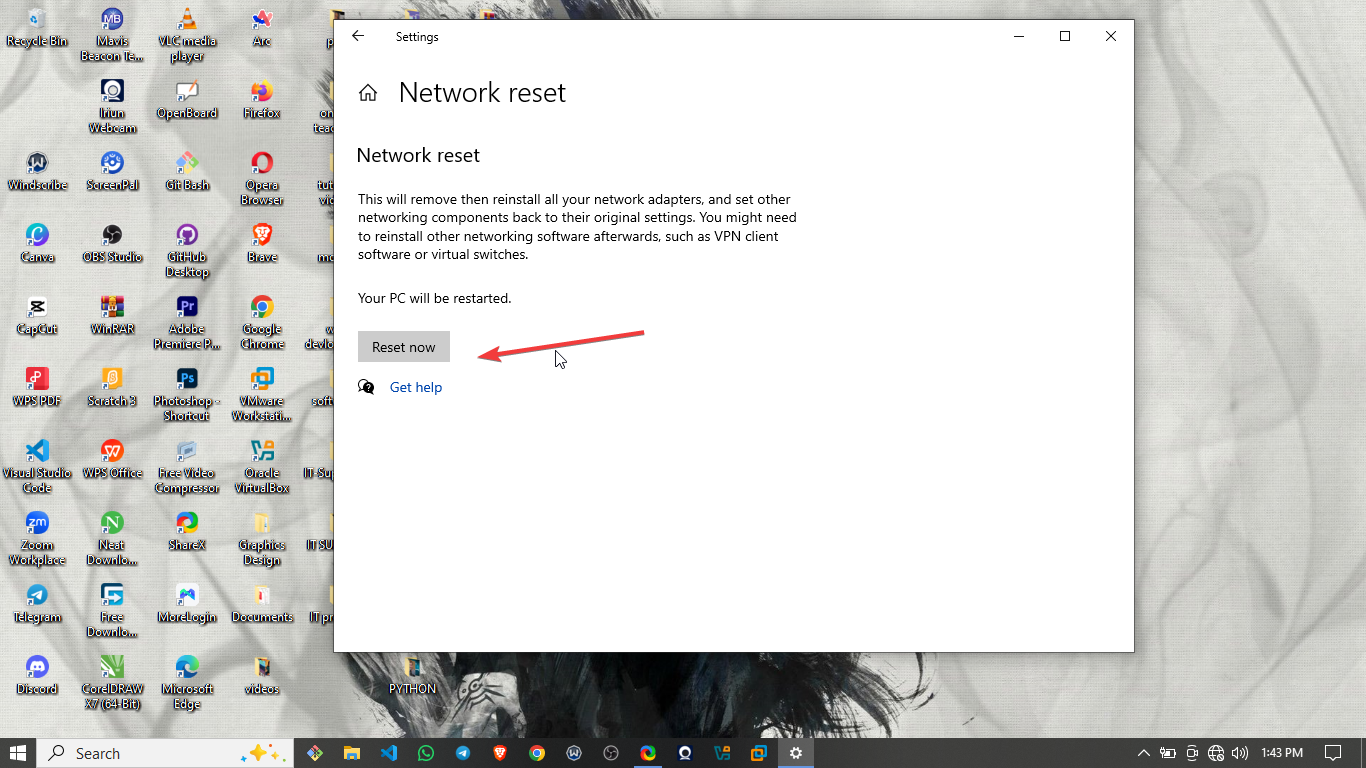 Recycle Bin
Mavis
Beacon Te...
VLC media
player
Arc
Iriun
Webcam
OpenBoard
Firefox
Windscribe
ScreenPal
Git Bash
Opera
Browser
Canva
OBS Studio
GitHub
Desktop
Brave
CapCut
WinRAR
Adobe
Premiere P...
Google
Chrome
WPS PDF
Scratch 3
Photoshop -
Shortcut
VMware
Workstati...
Visual Studio
Code
WPS Office
Free Video
Compressor
Oracle
VirtualBox
Zoom
Workplace
Neat
Downlo...
ShareX
Graphics
Design
Telegram
Free
Downlo...
MoreLogin
Documents
Discord
CorelDRAW
X7 (64-Bit)
Microsoft
Edge
videos
PYTHON
Settings
Network reset
Network reset
This will remove then reinstall all your network adapters, and set other
networking components back to their original settings. You might need
to reinstall other networking software afterwards, such as VPN client
software or virtual switches.
Your PC will be restarted.
Reset now
Get help
Search
1:43 PM